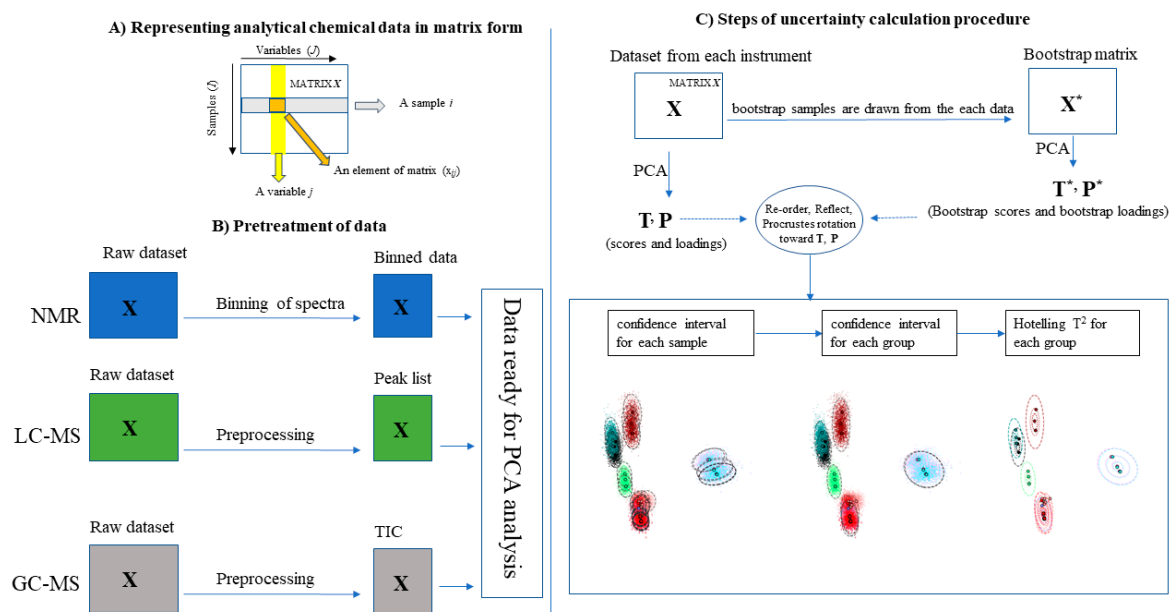 A) Representing analytical chemical data in matrix form
Variables (J)
Samples (I)
MATRIX X
A sample i
An element of matrix (xij)
A variable j
B) Pretreatment of data
Raw dataset
Binned data
NMR
X
Binning of spectra
X
Raw dataset
Peak list
LC-MS
X
Preprocessing
X
Raw dataset
TIC
GC-MS
X
Preprocessing
X
Data ready for PCA analysis
C) Steps of uncertainty calculation procedure
Dataset from each instrument
Bootstrap matrix
MATRIX X
X
bootstrap samples are drawn from the each data
X*
PCA
PCA
T, P
(scores and loadings)
Re-order, Reflect,
Procrustes rotation
toward T, P
T*, P*
(Bootstrap scores and bootstrap loadings)
confidence interval
for each sample
confidence interval
for each group
Hotelling T² for
each group